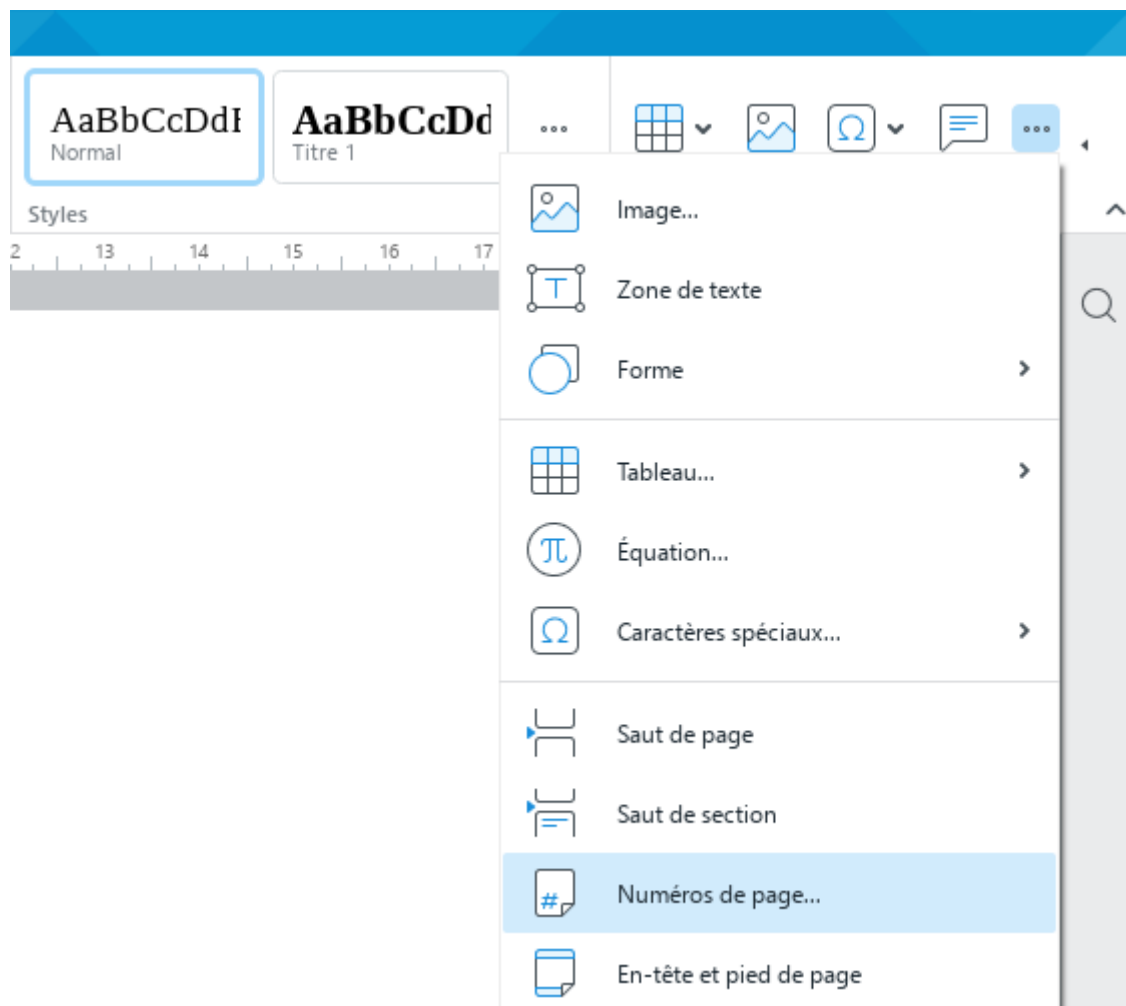 AaBbCcDdE
Normal
AaBbCcDd
Titre 1
Styles
2 13 14 15 16 17
Image...
Zone de texte
Forme
Tableau...
Équation...
Caractères spéciaux...
Saut de page
Saut de section
Numéros de page...
En-tête et pied de page